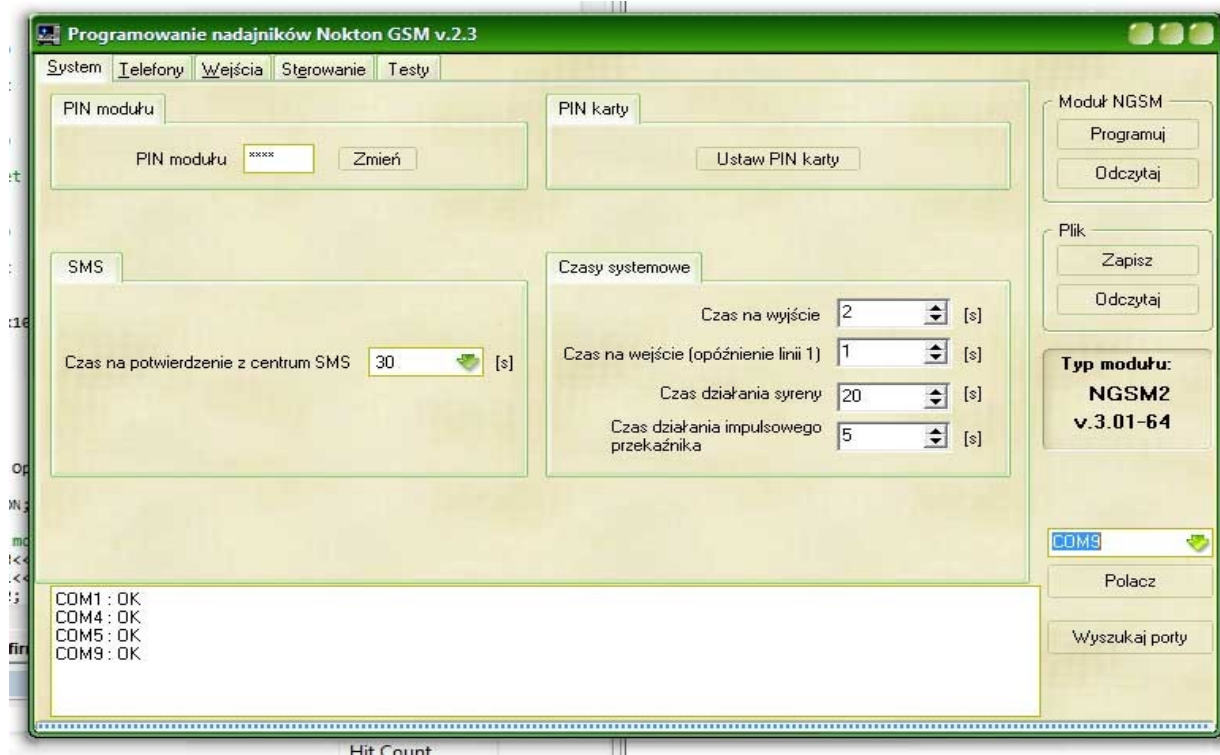 Programowanie nadajników Nokton GSM v.2.3
System Telefony Wejścia Sterowanie Testy
PIN modułu
PIN modułu **** Zmień
PIN karty
Ustaw PIN karty
SMS
Czas na potwierdzenie z centrum SMS 30 [s]
Czasy systemowe
Czas na wyjście 2 [s]
Czas na wejście (opóźnienie linii 1) 1 [s]
Czas działania syreny 20 [s]
Czas działania impulsowego
przekaźnika 5 [s]
Moduł NGSM
Programuj
Odczytaj
Plik
Zapisz
Odczytaj
Typ modułu:
NGSM2
v.3.01-64
COM9
Polacz
Wyszukaj porty
COM1 : OK
COM4 : OK
COM5 : OK
COM9 : OK
Hit Count